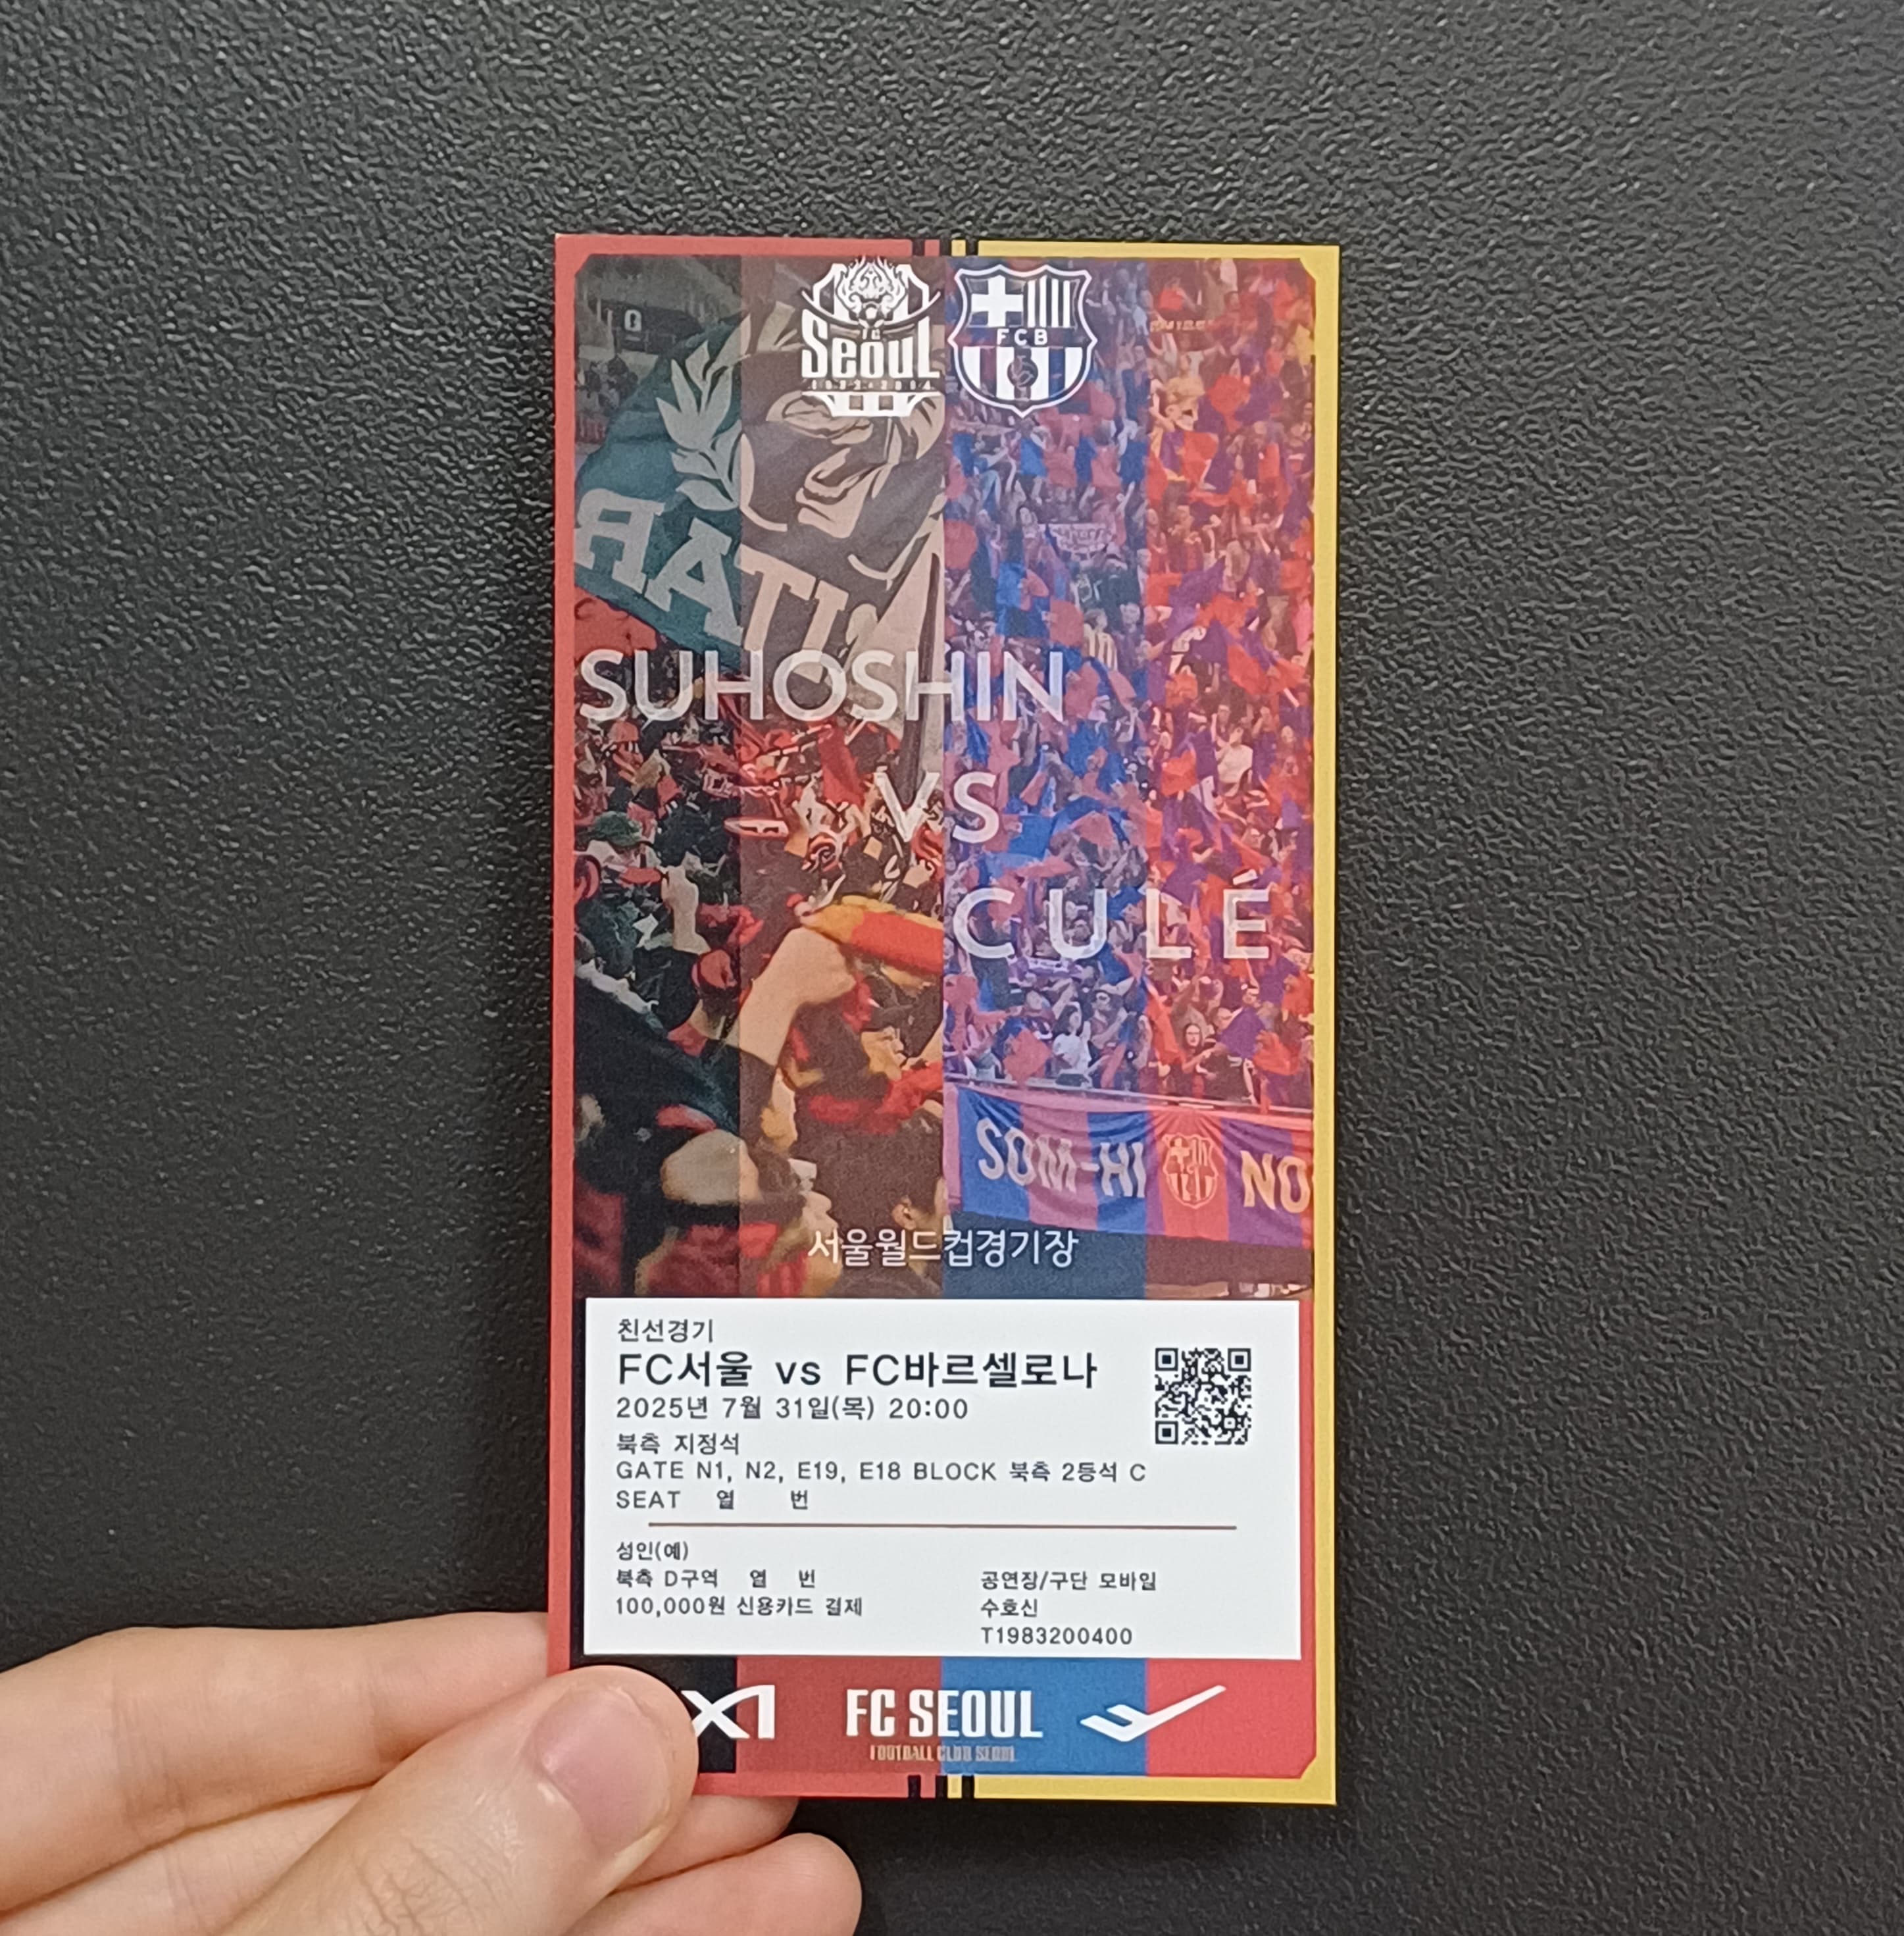 Seoul
FCB
RATI
SUHOSHIN
VS
CULÉ
SOM-HI NO
서울월드컵경기장
친선경기
FC서울 vs FC바르셀로나
2025년 7월 31일(목) 20:00
북측 지정석
GATE N1, N2, E19, E18 BLOCK 북측 2등석 C
SEAT 열 번
성인(예)
북측 D구역 열 번
100,000원 신용카드 결제
공연장/구단 모바일
수호신
T1983200400
FC SEOUL
FOOTBALL CLUB SEOUL